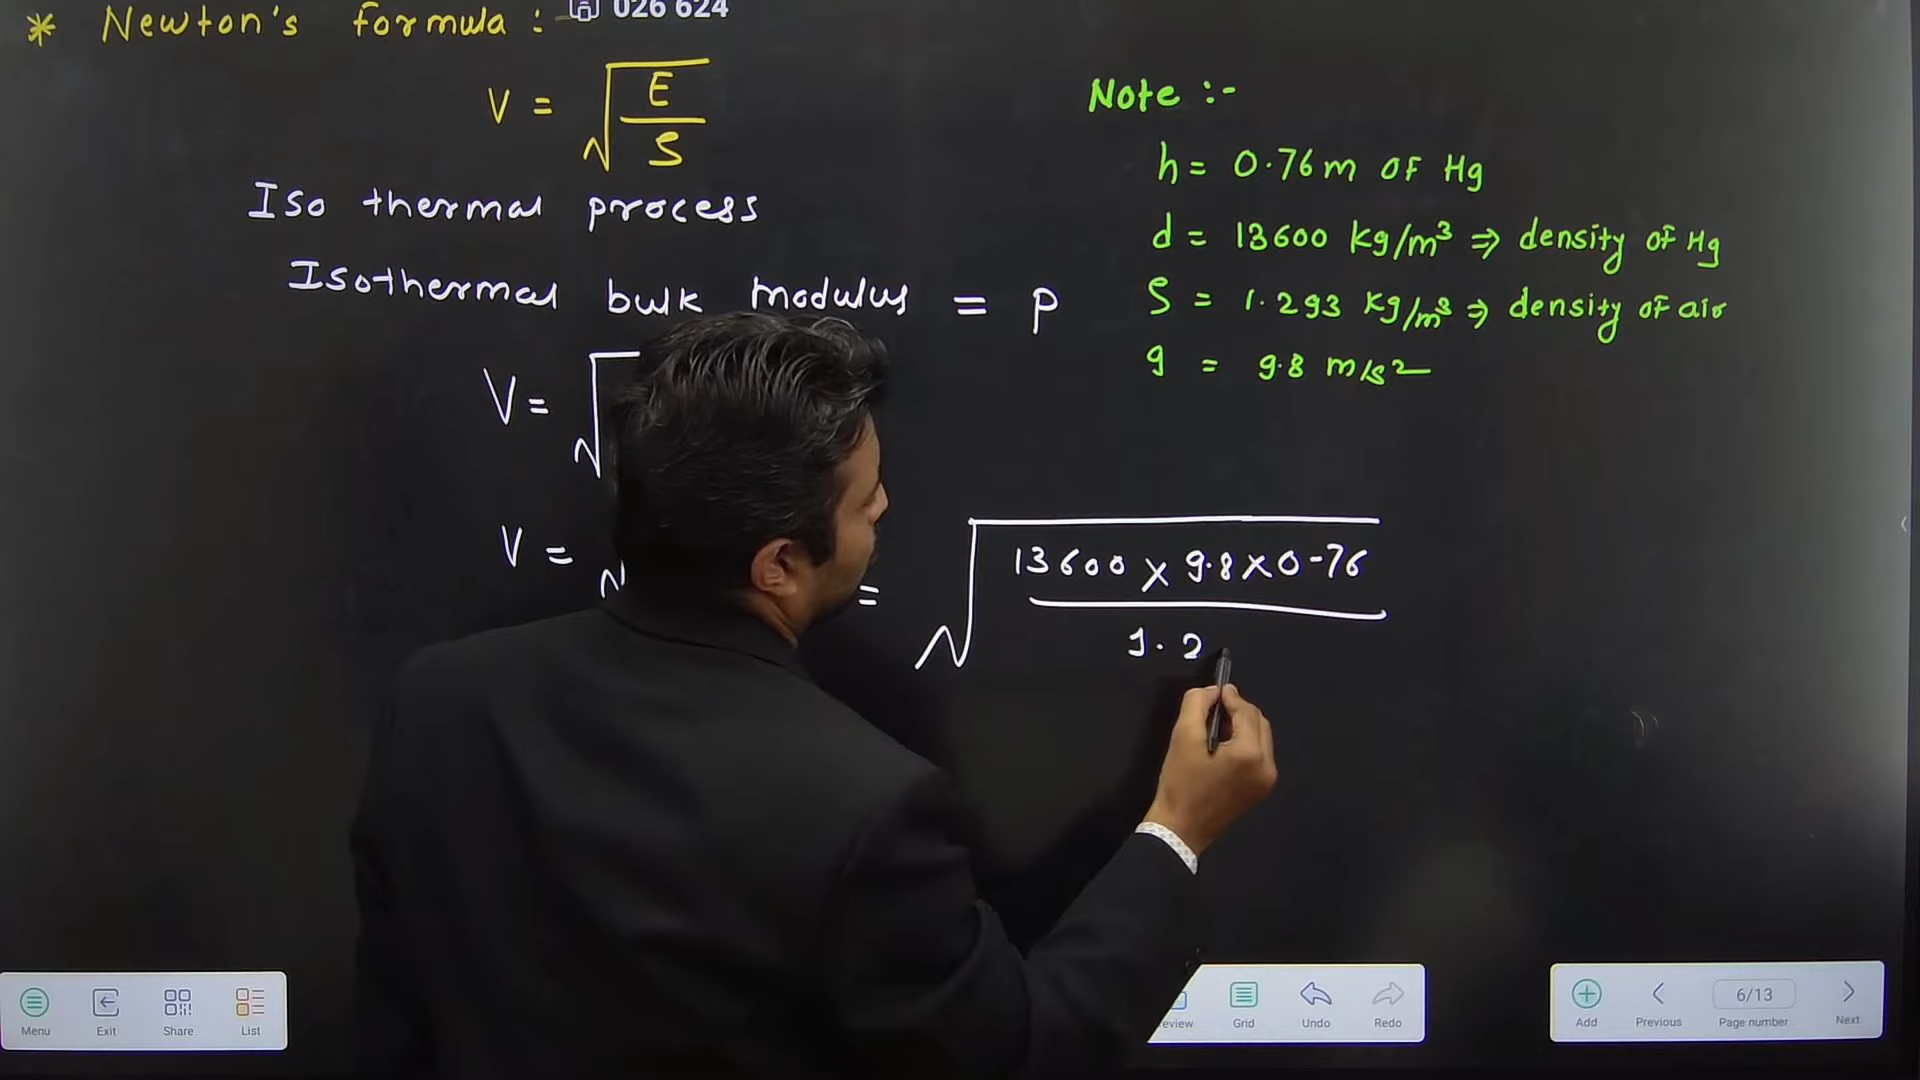 * Newton's formula :-
026 624
V = √E/ρ
Iso thermal process
Isothermal bulk modulus = P
V = √
V = √
= √13600 x 9.8 x 0.76 / 1.2
Note :-
h = 0.76 m OF Hg
d = 13600 kg/m³ ⇒ density of Hg
ρ = 1.293 kg/m³ ⇒ density of air
g = 9.8 m/s²
Menu Exit Share List
eview Grid Undo Redo
6/13
Add Previous Page number Next